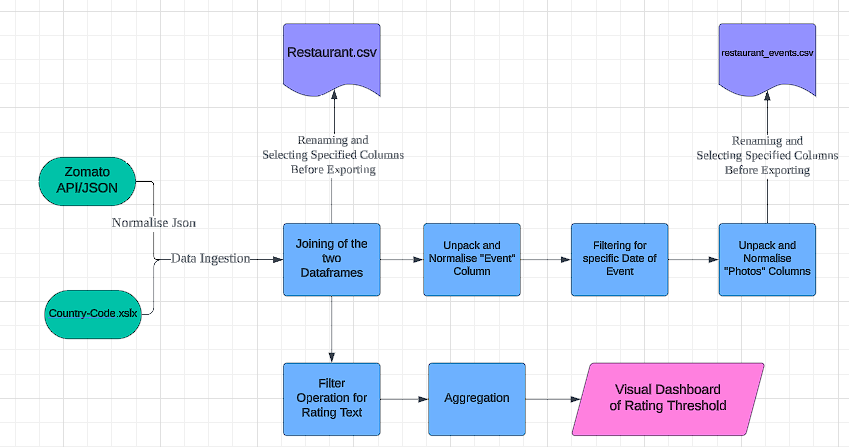 Restaurant.csv
restaurant_events.csv
Renaming and
Selecting Specified Columns
Before Exporting
Renaming and
Selecting Specified Columns
Before Exporting
Zomato
API/JSON
Normalise Json
Data Ingestion
Country-Code.xslx
Joining of the
two
Dataframes
Unpack and
Normalise "Event"
Column
Filtering for
specific Date of
Event
Unpack and
Normalise
"Photos" Columns
Filter
Operation for
Rating Text
Aggregation
Visual Dashboard
of Rating Threshold